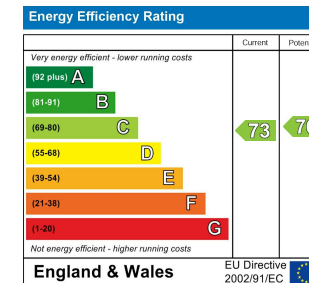 Energy Efficiency Rating
Current
Very energy efficient - lower running costs
(92 plus) A
(81-91) B
(69-80) C 73
(55-68) D
(39-54) E
(21-38) F
(1-20) G
Not energy efficient - higher running costs
England & Wales
EU Directive
2002/91/EC